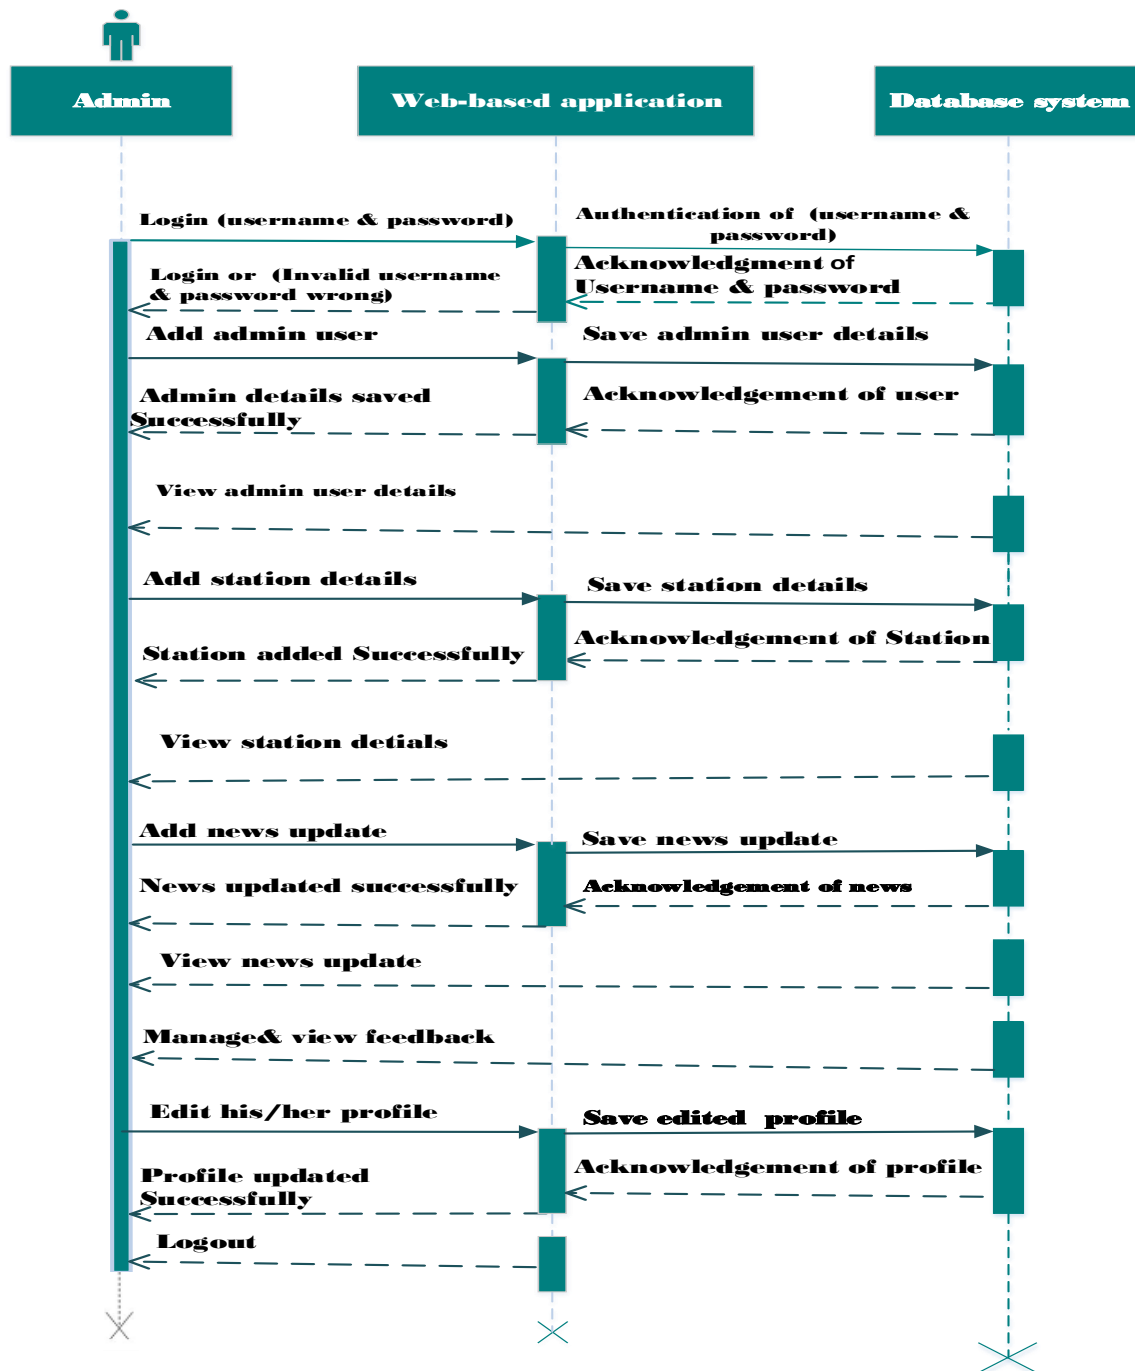 Admin
Web-based application
Database system
Login (username & password)
Authentication of (username &
password)
Login or (Invalid username
& password wrong)
Acknowledgment of
Username & password
Add admin user
Save admin user details
Admin details saved
Successfully
Acknowledgement of user
View admin user details
Add station details
Save station details
Station added Successfully
Acknowledgement of Station
View station detials
Add news update
Save news update
News updated successfully
Acknowledgement of news
View news update
Manage& view feedback
Edit his/her profile
Save edited profile
Profile updated
Successfully
Acknowledgement of profile
Logout